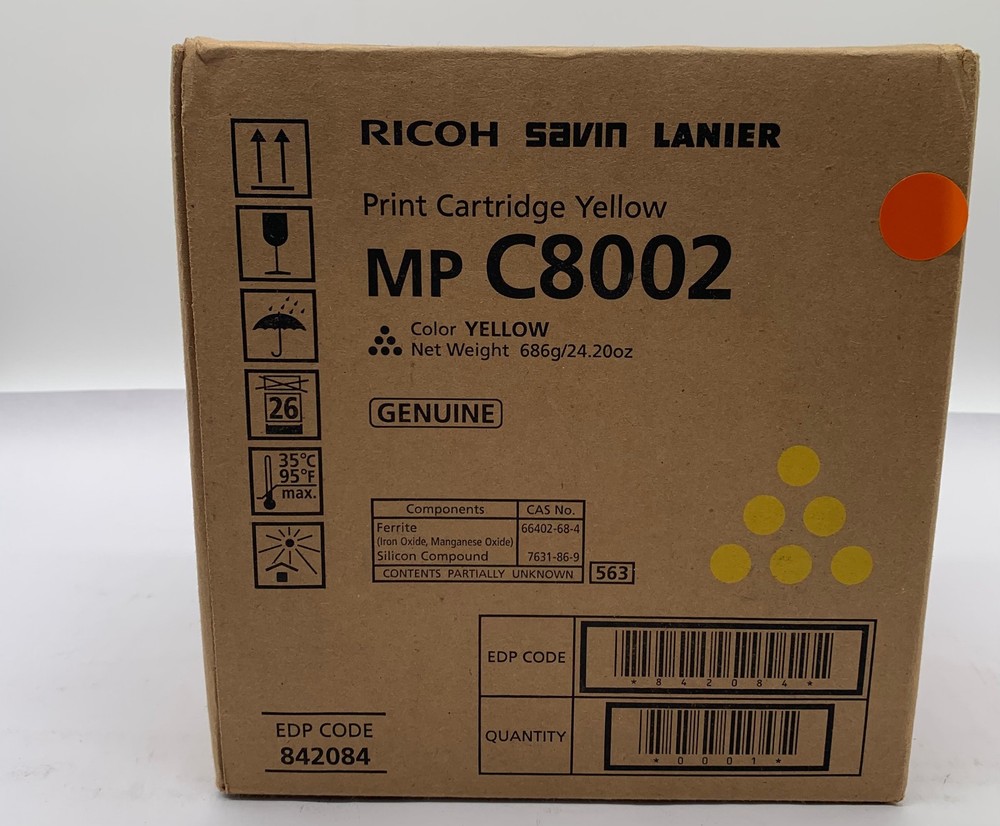 RICOH savin LANIER
Print Cartridge Yellow
MP C8002
Color YELLOW
Net Weight 686g/24.20oz
26
GENUINE
35°C
95°F
max.
Components CAS No.
Ferrite 66402-68-4
(Iron Oxide, Manganese Oxide)
Silicon Compound 7631-86-9
CONTENTS PARTIALLY UNKNOWN 563
EDP CODE
*842084*
QUANTITY
*0001*
EDP CODE
842084